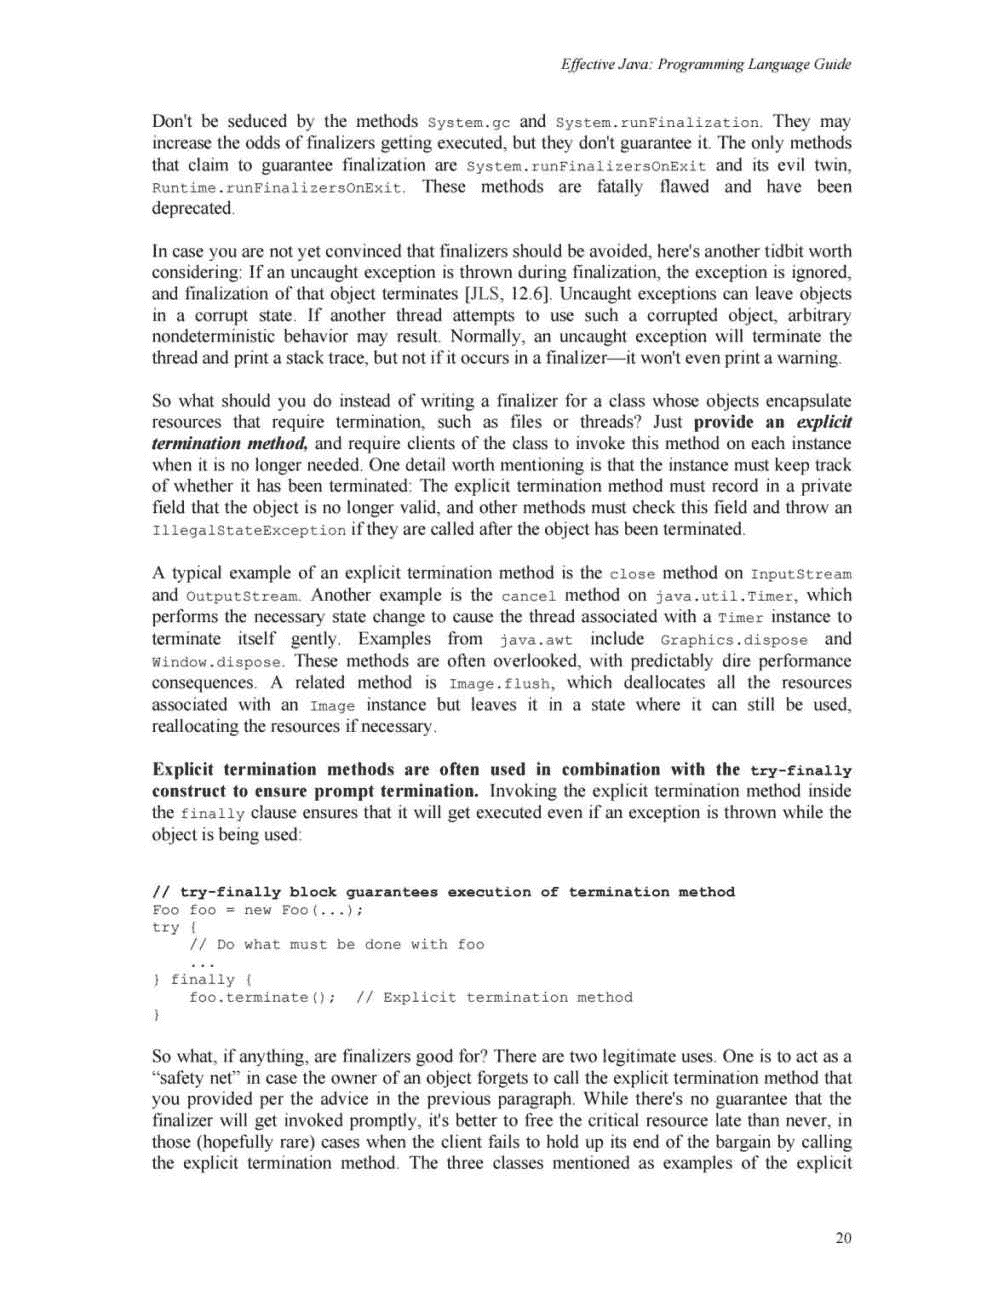 Effective Java: Programming Language Guide
Don't be seduced by the methods System.gc and System.runFinalization. They may
increase the odds of finalizers getting executed, but they don't guarantee it. The only methods
that claim to guarantee finalization are System.runFinalizersOnExit and its evil twin,
Runtime.runFinalizersOnExit. These methods are fatally flawed and have been
deprecated.
In case you are not yet convinced that finalizers should be avoided, here's another tidbit worth
considering: If an uncaught exception is thrown during finalization, the exception is ignored,
and finalization of that object terminates [JLS, 12.6]. Uncaught exceptions can leave objects
in a corrupt state. If another thread attempts to use such a corrupted object, arbitrary
nondeterministic behavior may result. Normally, an uncaught exception will terminate the
thread and print a stack trace, but not if it occurs in a finalizer—it won't even print a warning.
So what should you do instead of writing a finalizer for a class whose objects encapsulate
resources that require termination, such as files or threads? Just provide an explicit
termination method, and require clients of the class to invoke this method on each instance
when it is no longer needed. One detail worth mentioning is that the instance must keep track
of whether it has been terminated: The explicit termination method must record in a private
field that the object is no longer valid, and other methods must check this field and throw an
IllegalStateException if they are called after the object has been terminated.
A typical example of an explicit termination method is the close method on InputStream
and OutputStream. Another example is the cancel method on java.util.Timer, which
performs the necessary state change to cause the thread associated with a Timer instance to
terminate itself gently. Examples from java.awt include Graphics.dispose and
Window.dispose. These methods are often overlooked, with predictably dire performance
consequences. A related method is Image.flush, which deallocates all the resources
associated with an Image instance but leaves it in a state where it can still be used,
reallocating the resources if necessary.
Explicit termination methods are often used in combination with the try-finally
construct to ensure prompt termination. Invoking the explicit termination method inside
the finally clause ensures that it will get executed even if an exception is thrown while the
object is being used:
// try-finally block guarantees execution of termination method
Foo foo = new Foo(...);
try {
// Do what must be done with foo
...
} finally {
foo.terminate(); // Explicit termination method
}
So what, if anything, are finalizers good for? There are two legitimate uses. One is to act as a
“safety net” in case the owner of an object forgets to call the explicit termination method that
you provided per the advice in the previous paragraph. While there's no guarantee that the
finalizer will get invoked promptly, it's better to free the critical resource late than never, in
those (hopefully rare) cases when the client fails to hold up its end of the bargain by calling
the explicit termination method. The three classes mentioned as examples of the explicit
20